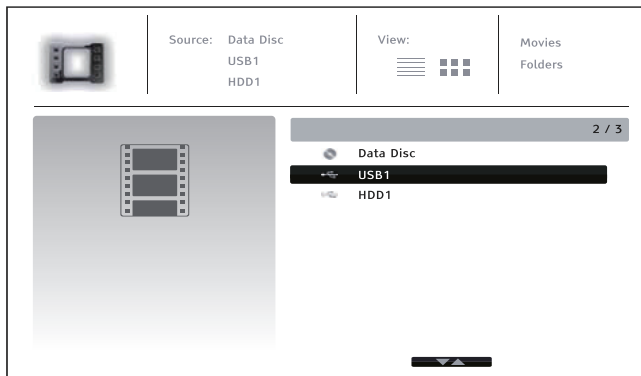 Source: Data Disc
USB1
HDD1
View:
Movies
Folders
2 / 3
Data Disc
USB1
HDD1